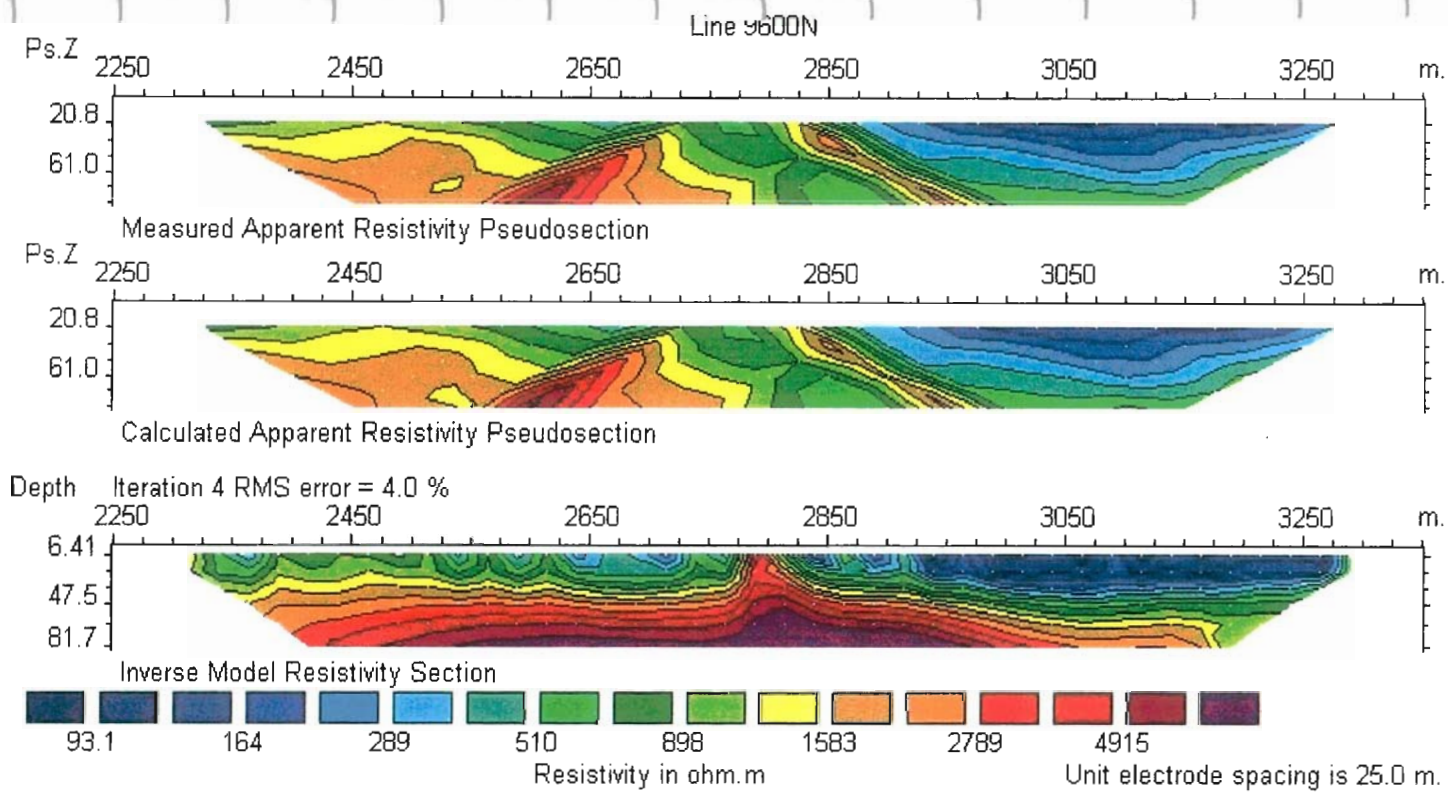 Line 9600N
Ps.Z
2250 2450 2650 2850 3050 3250 m.
20.8
61.0
Measured Apparent Resistivity Pseudosection
Ps.Z
2250 2450 2650 2850 3050 3250 m.
20.8
61.0
Calculated Apparent Resistivity Pseudosection
Depth Iteration 4 RMS error = 4.0 %
2250 2450 2650 2850 3050 3250 m.
6.41
47.5
81.7
Inverse Model Resistivity Section
93.1 164 289 510 898 1583 2789 4915
Resistivity in ohm.m Unit electrode spacing is 25.0 m.